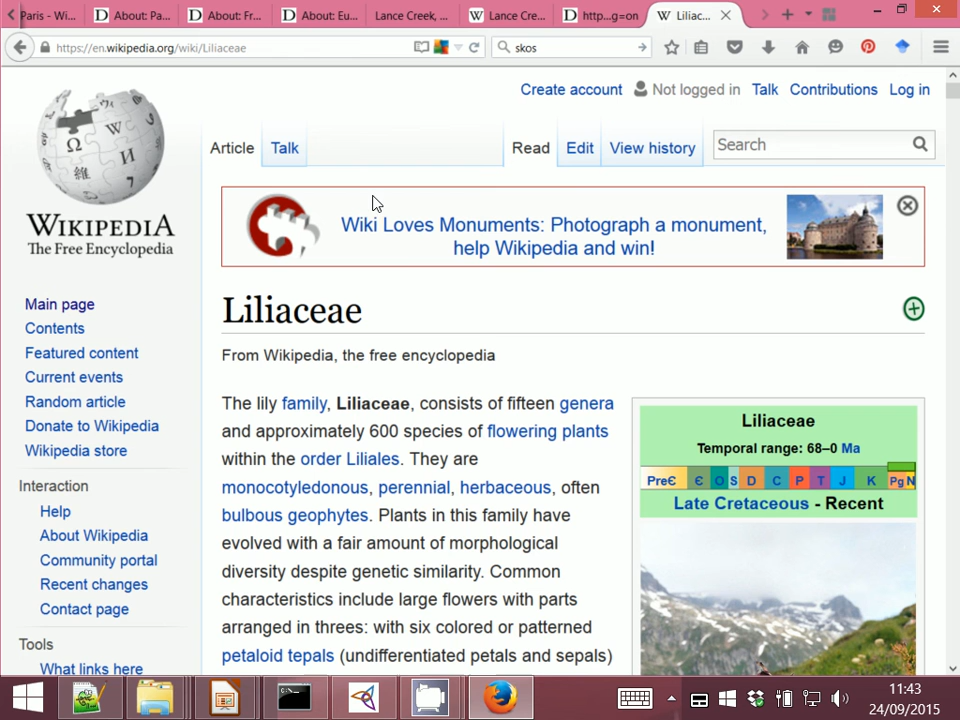 Paris - Wi...
About: Pa...
About: Fr...
About: Eu...
Lance Creek, ...
Lance Cre...
http...g=on
Liliac...
https://en.wikipedia.org/wiki/Liliaceae
skos
Create account Not logged in Talk Contributions Log in
Article Talk Read Edit View history Search
WIKIPEDIA
The Free Encyclopedia
Wiki Loves Monuments: Photograph a monument,
help Wikipedia and win!
Main page
Contents
Featured content
Current events
Random article
Donate to Wikipedia
Wikipedia store
Interaction
Help
About Wikipedia
Community portal
Recent changes
Contact page
Tools
What links here
Liliaceae
From Wikipedia, the free encyclopedia
The lily family, Liliaceae, consists of fifteen genera
and approximately 600 species of flowering plants
within the order Liliales. They are
monocotyledonous, perennial, herbaceous, often
bulbous geophytes. Plants in this family have
evolved with a fair amount of morphological
diversity despite genetic similarity. Common
characteristics include large flowers with parts
arranged in threes: with six colored or patterned
petaloid tepals (undifferentiated petals and sepals)
Liliaceae
Temporal range: 68–0 Ma
PreЄ Є O S D C P T J K Pg N
Late Cretaceous - Recent
11:43
24/09/2015